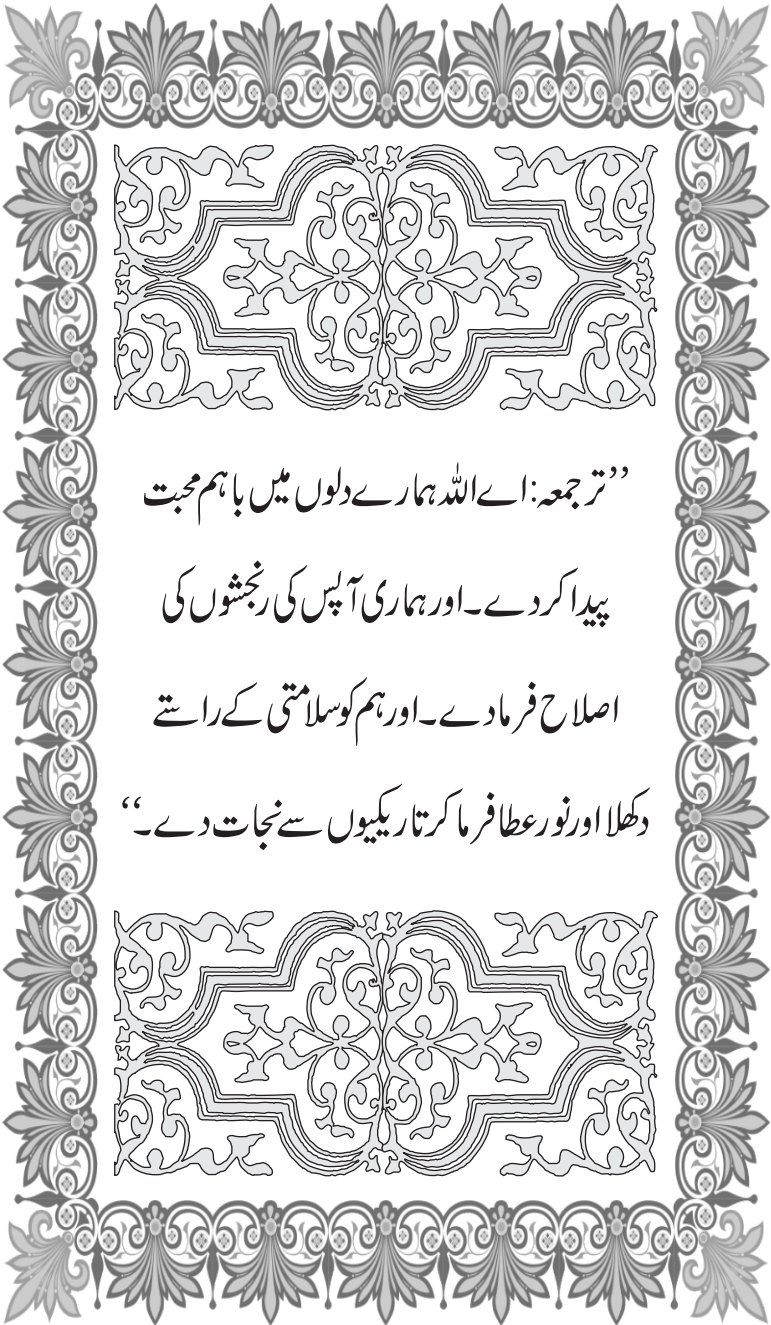 ’’ترجمعہ: اے اللہ ہمارے دلوں میں باہم محبت
پیدا کردے۔ اور ہماری آپس کی رنجشوں کی
اصلاح فرمادے۔ اور ہم کو سلامتی کے راستے
دکھلا اور نور عطا فرما کر تاریکیوں سے نجات دے۔‘‘